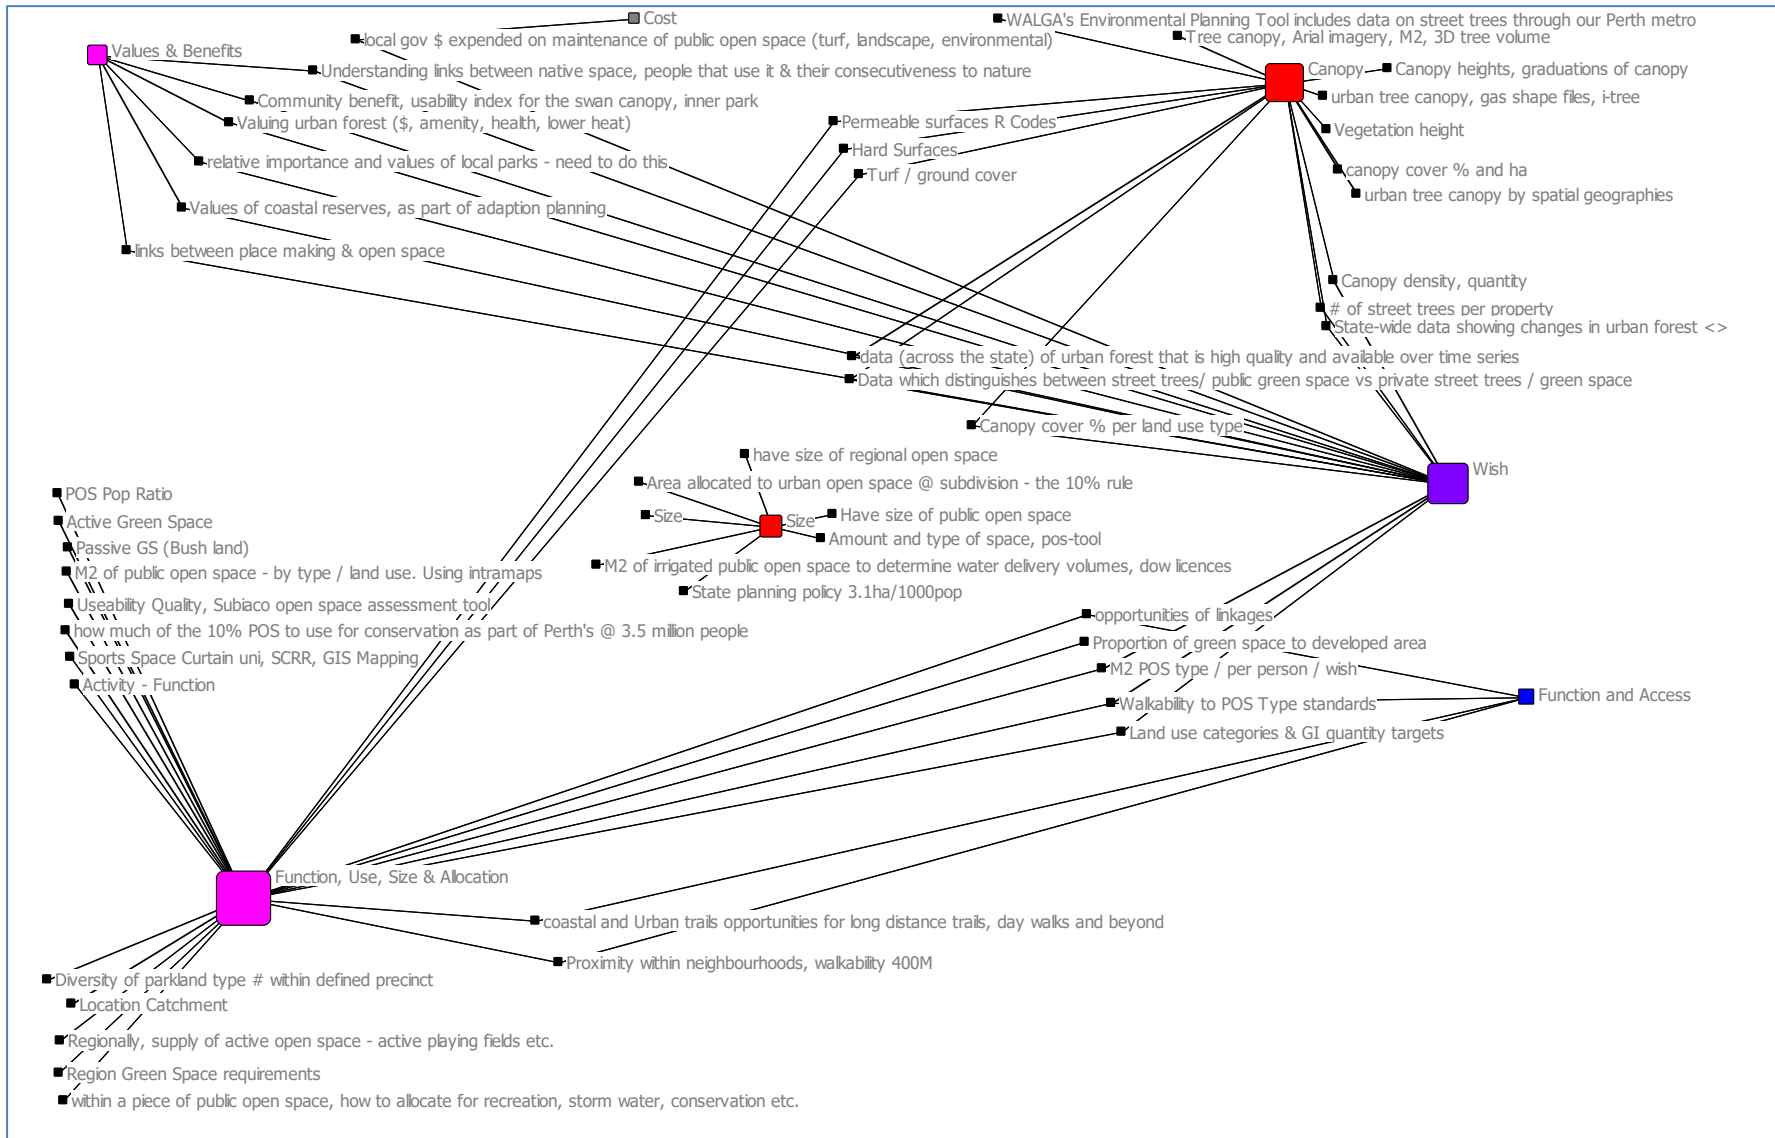 Cost
WALGA's Environmental Planning Tool includes data on street trees through our Perth metro
local gov $ expended on maintenance of public open space (turf, landscape, environmental)
Tree canopy, Arial imagery, M2, 3D tree volume
Values & Benefits
Understanding links between native space, people that use it & their consecutiveness to nature
Canopy
Canopy heights, graduations of canopy
Community benefit, usability index for the swan canopy, inner park
urban tree canopy, gas shape files, i-tree
Valuing urban forest ($, amenity, health, lower heat)
Permeable surfaces R Codes
Vegetation height
Hard Surfaces
relative importance and values of local parks - need to do this
Turf / ground cover
canopy cover % and ha
urban tree canopy by spatial geographies
Values of coastal reserves, as part of adaption planning
links between place making & open space
Canopy density, quantity
# of street trees per property
State-wide data showing changes in urban forest <>
data (across the state) of urban forest that is high quality and available over time series
Data which distinguishes between street trees/ public green space vs private street trees / green space
Canopy cover % per land use type
have size of regional open space
Wish
Area allocated to urban open space @ subdivision - the 10% rule
Size
Size
Have size of public open space
Amount and type of space, pos-tool
M2 of irrigated public open space to determine water delivery volumes, dow licences
State planning policy 3.1ha/1000pop
POS Pop Ratio
Active Green Space
Passive GS (Bush land)
M2 of public open space - by type / land use. Using intramaps
Useability Quality, Subiaco open space assessment tool
how much of the 10% POS to use for conservation as part of Perth's @ 3.5 million people
Sports Space Curtain uni, SCRR, GIS Mapping
Activity - Function
opportunities of linkages
Proportion of green space to developed area
M2 POS type / per person / wish
Function and Access
Walkability to POS Type standards
Land use categories & GI quantity targets
Function, Use, Size & Allocation
coastal and Urban trails opportunities for long distance trails, day walks and beyond
Proximity within neighbourhoods, walkability 400M
Diversity of parkland type # within defined precinct
Location Catchment
Regionally, supply of active open space - active playing fields etc.
Region Green Space requirements
within a piece of public open space, how to allocate for recreation, storm water, conservation etc.